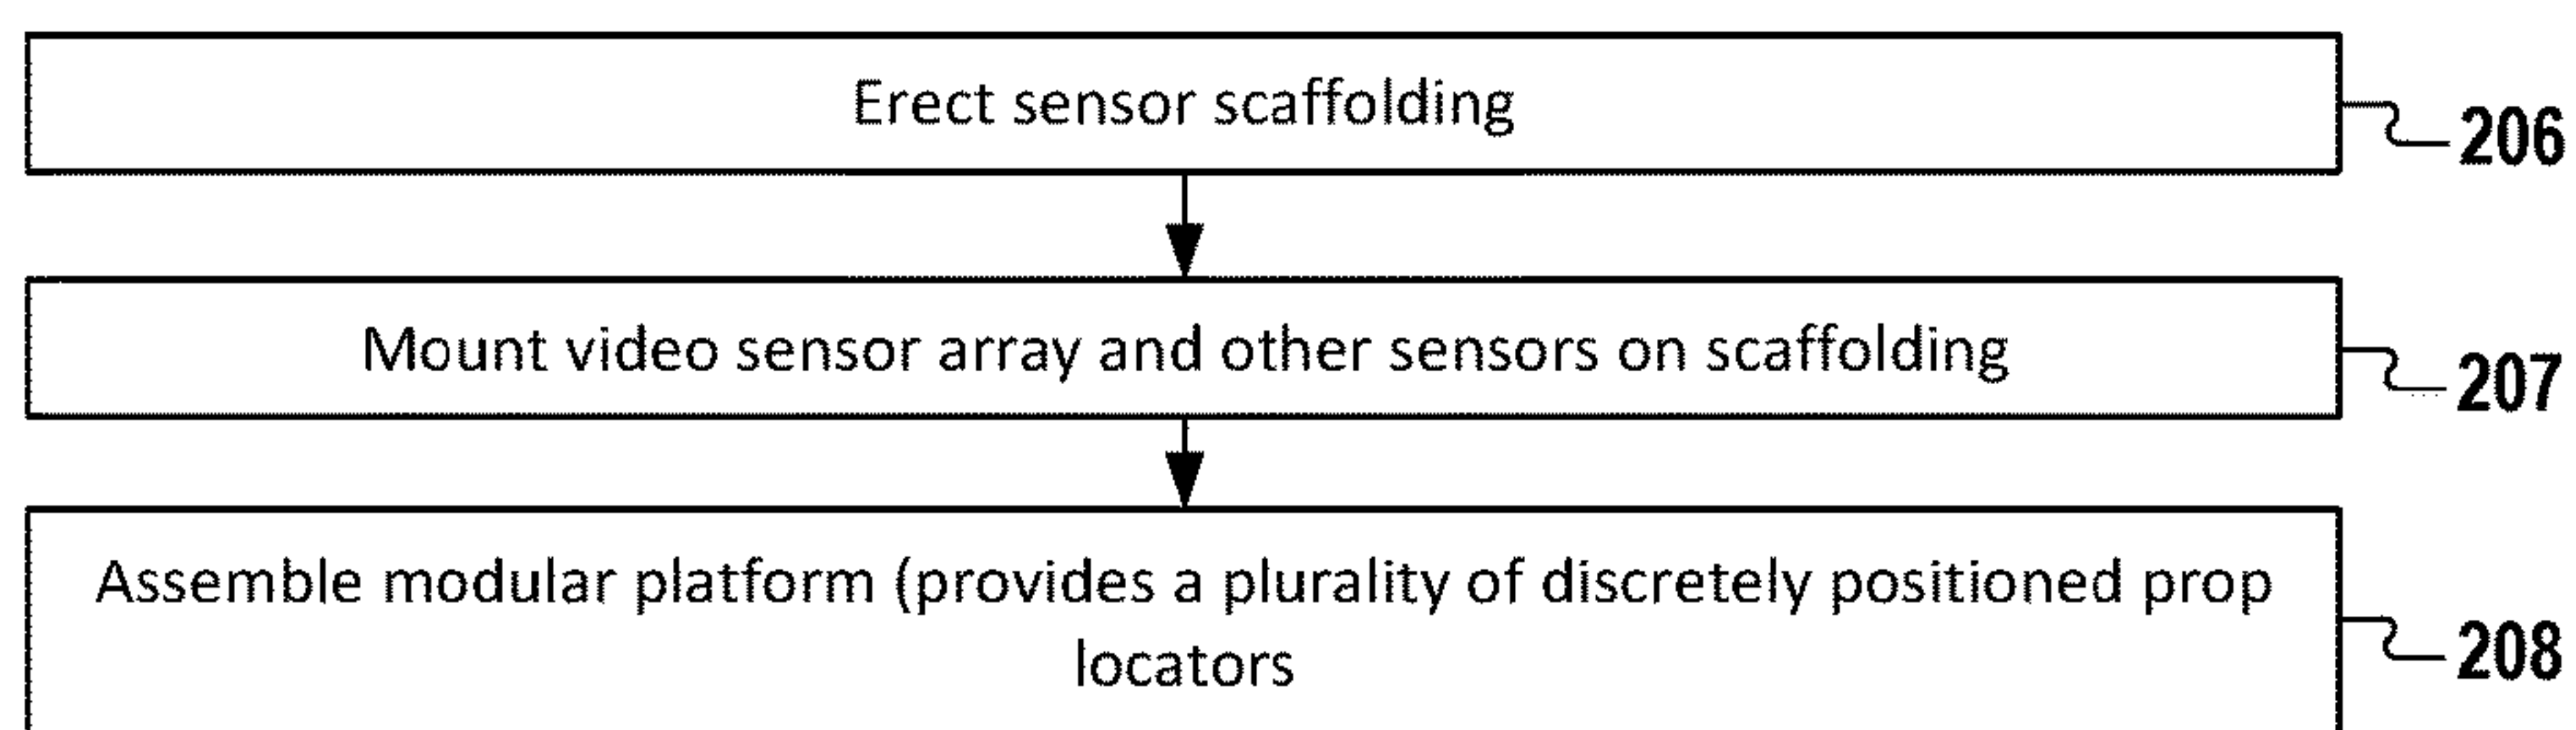 Erect sensor scaffolding
206
Mount video sensor array and other sensors on scaffolding
207
Assemble modular platform (provides a plurality of discretely positioned prop
locators
208